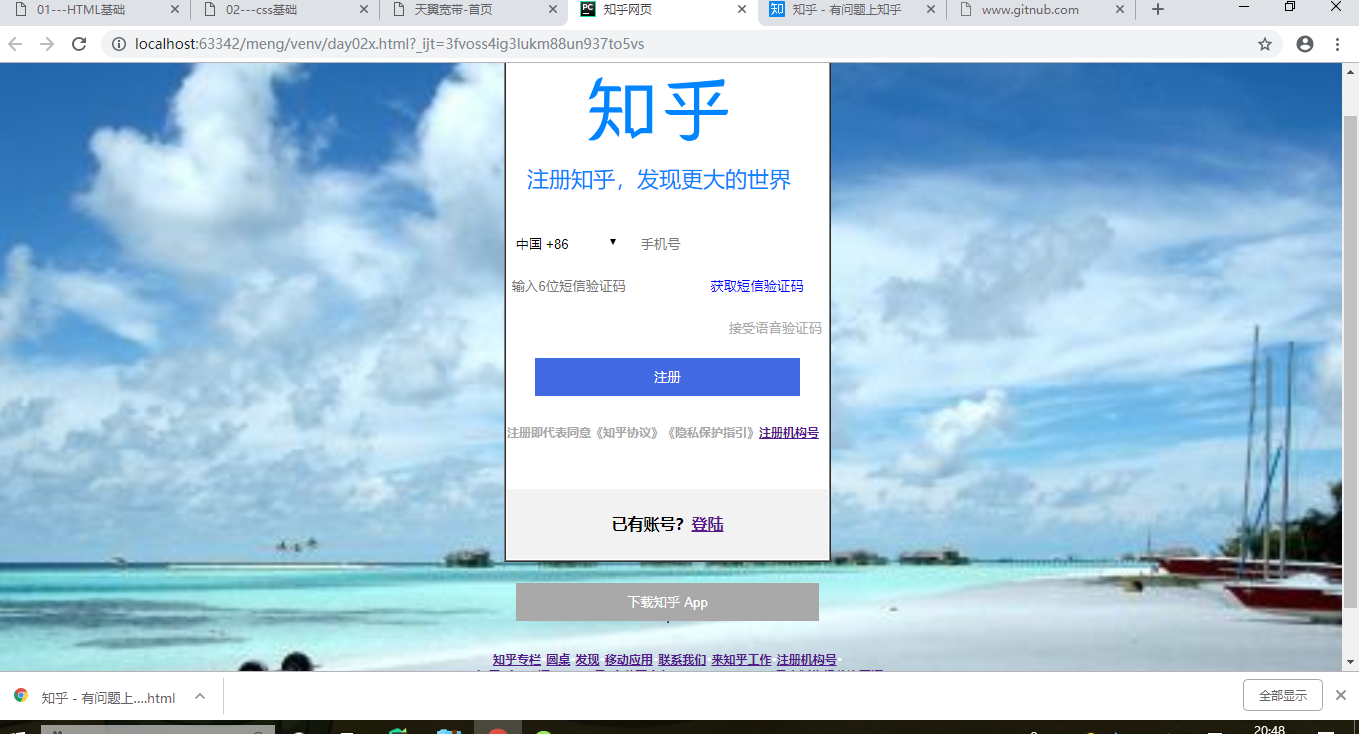 01---HTML基础 02---css基础 天翼宽带-首页 知乎网页 知乎 - 有问题上知乎 www.gitnub.com
localhost:63342/meng/venv/day02x.html?_ijt=3fvoss4ig3lukm88un937to5vs
知乎
注册知乎，发现更大的世界
中国 +86 手机号
输入6位短信验证码 获取短信验证码
接受语音验证码
注册
注册即代表同意《知乎协议》《隐私保护指引》注册机构号
已有账号？登陆
下载知乎 App
知乎专栏 圆桌 发现 移动应用 联系我们 来知乎工作 注册机构号
知乎 - 有问题上....html 全部显示
20:48